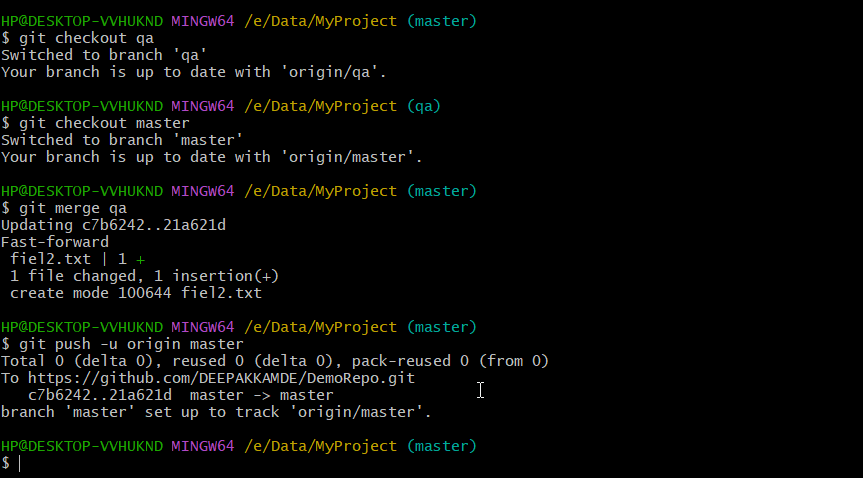 HP@DESKTOP-VVHUKND MINGW64 /e/Data/MyProject (master)
$ git checkout qa
Switched to branch 'qa'
Your branch is up to date with 'origin/qa'.
HP@DESKTOP-VVHUKND MINGW64 /e/Data/MyProject (qa)
$ git checkout master
Switched to branch 'master'
Your branch is up to date with 'origin/master'.
HP@DESKTOP-VVHUKND MINGW64 /e/Data/MyProject (master)
$ git merge qa
Updating c7b6242..21a621d
Fast-forward
 fiel2.txt | 1 +
 1 file changed, 1 insertion(+)
 create mode 100644 fiel2.txt
HP@DESKTOP-VVHUKND MINGW64 /e/Data/MyProject (master)
$ git push -u origin master
Total 0 (delta 0), reused 0 (delta 0), pack-reused 0 (from 0)
To https://github.com/DEEPAKKAMDE/DemoRepo.git
   c7b6242..21a621d  master -> master
branch 'master' set up to track 'origin/master'.
HP@DESKTOP-VVHUKND MINGW64 /e/Data/MyProject (master)
$